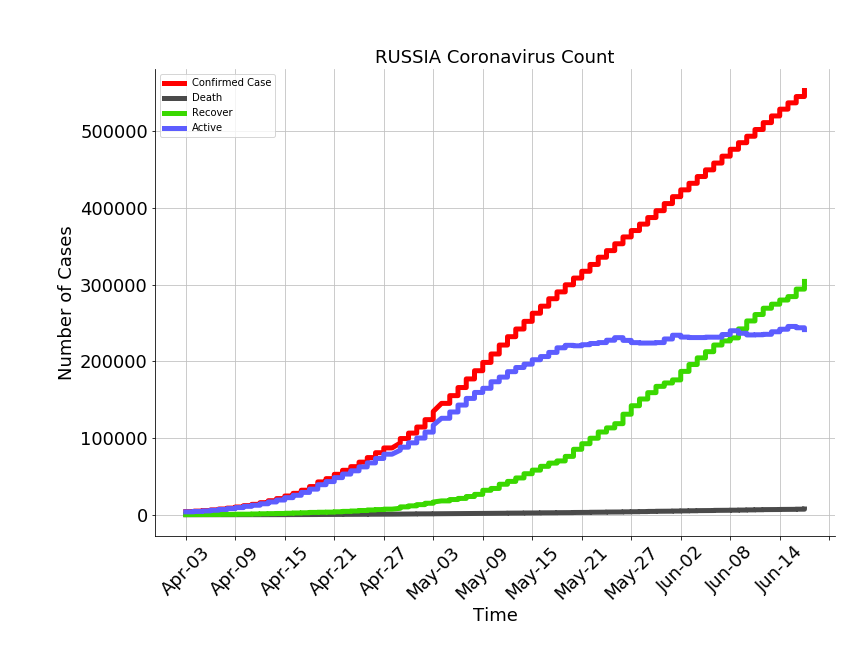 RUSSIA Coronavirus Count
Confirmed Case
Death
Recover
Active
500000
400000
300000
200000
100000
0
Number of Cases
Apr-03 Apr-09 Apr-15 Apr-21 Apr-27 May-03 May-09 May-15 May-21 May-27 Jun-02 Jun-08 Jun-14
Time